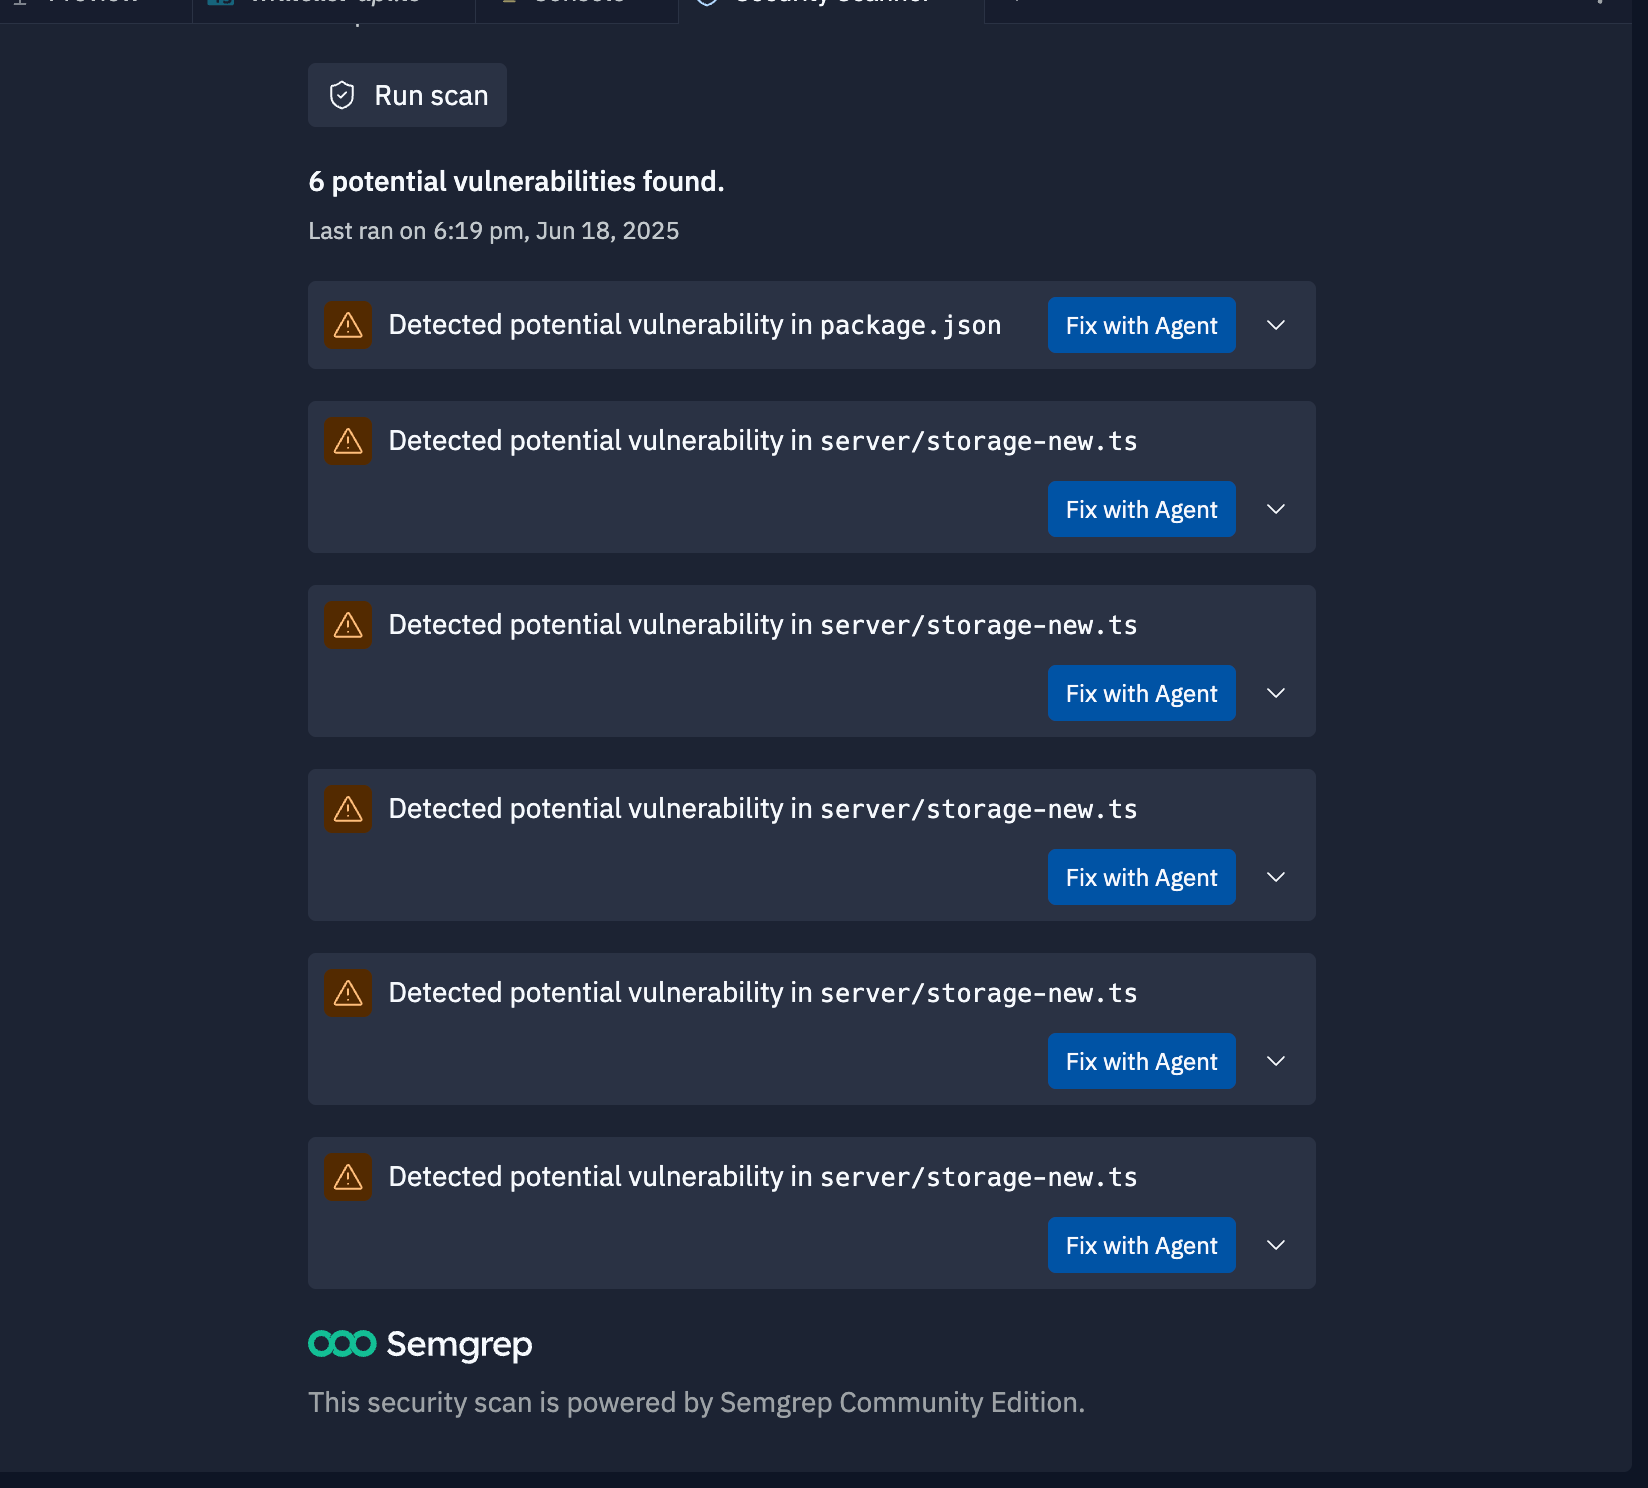 Run scan
6 potential vulnerabilities found.
Last ran on 6:19 pm, Jun 18, 2025
Detected potential vulnerability in package.json
Fix with Agent
Detected potential vulnerability in server/storage-new.ts
Fix with Agent
Detected potential vulnerability in server/storage-new.ts
Fix with Agent
Detected potential vulnerability in server/storage-new.ts
Fix with Agent
Detected potential vulnerability in server/storage-new.ts
Fix with Agent
Detected potential vulnerability in server/storage-new.ts
Fix with Agent
Semgrep
This security scan is powered by Semgrep Community Edition.